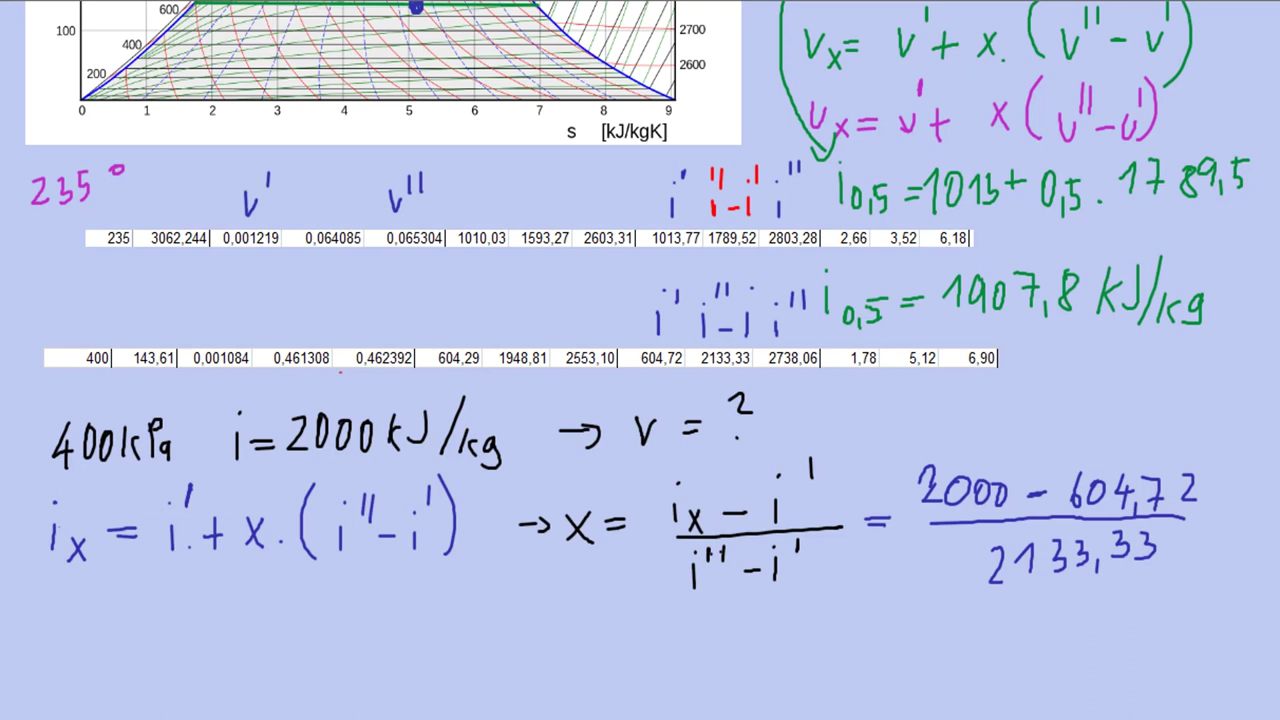 600
100
400
200
2700
2600
0 1 2 3 4 5 6 7 8 9
s [kJ/kgK]
vx = v' + x. (v'' - v')
vx = v' + x (v'' - v')
235°
v' v'' i' i''-i' i''
i0,5 = 1013 + 0,5 . 1789,5
235 3062,244 0,001219 0,064085 0,065304 1010,03 1593,27 2603,31 1013,77 1789,52 2803,28 2,66 3,52 6,18
i' i''-i' i''
i0,5 = 1907,8 kJ/kg
400 143,61 0,001084 0,461308 0,462392 604,29 1948,81 2553,10 604,72 2133,33 2738,06 1,78 5,12 6,90
400kPa i = 2000 kJ/kg → v = ?
ix = i' + x . (i'' - i') → x = ix - i' / i'' - i' = 2000 - 604,72 / 2133,33